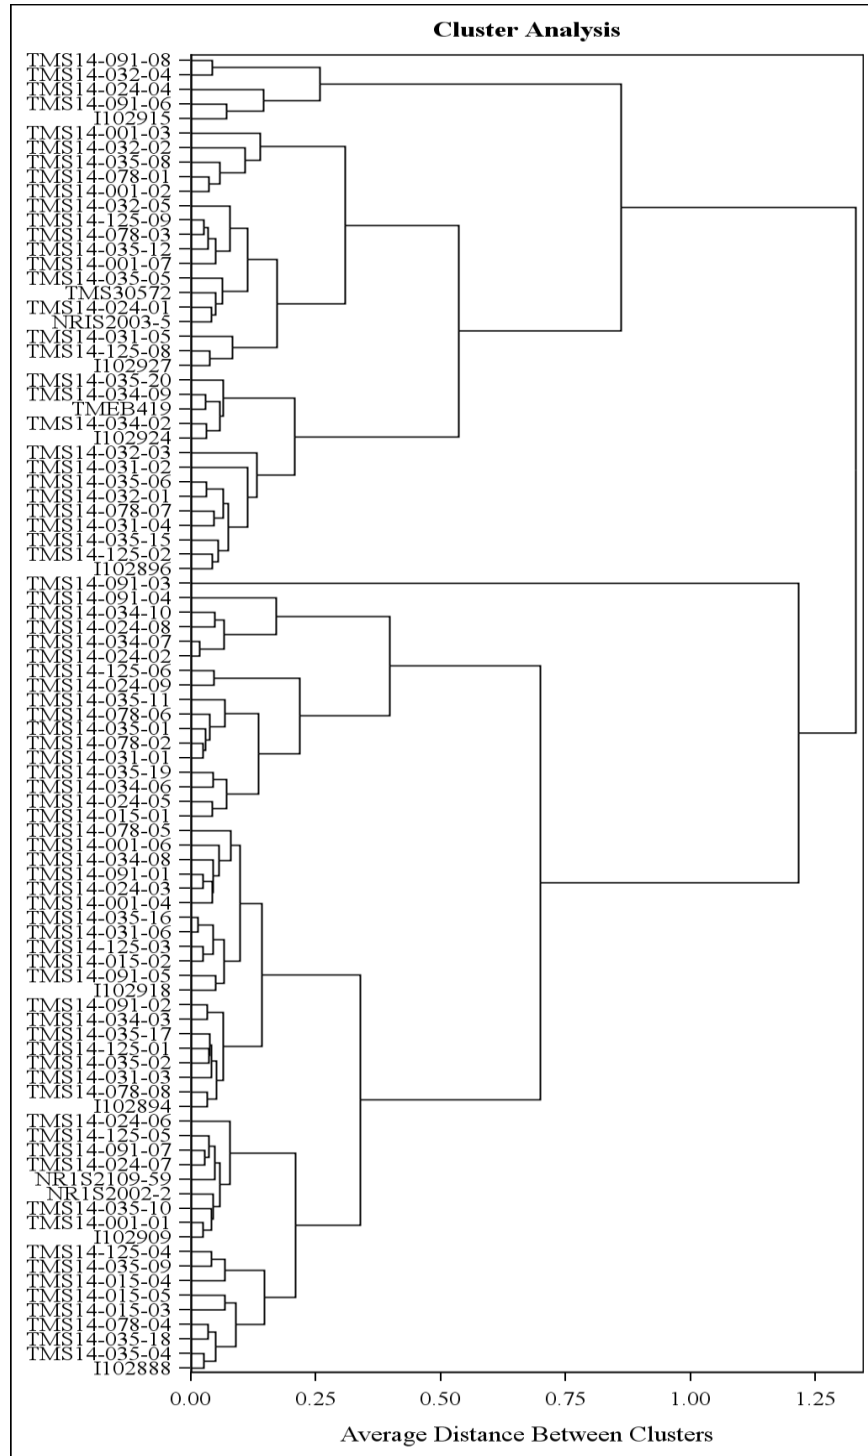 Cluster Analysis
TMS14-091-08
TMS14-032-04
TMS14-024-04
TMS14-091-06
I102915
TMS14-001-03
TMS14-032-02
TMS14-035-08
TMS14-078-01
TMS14-001-02
TMS14-032-05
TMS14-125-09
TMS14-078-03
TMS14-035-12
TMS14-001-07
TMS14-035-05
TMS30572
TMS14-024-01
NRIS2003-5
TMS14-031-05
TMS14-125-08
I102927
TMS14-035-20
TMS14-034-09
TMEB419
TMS14-034-02
I102924
TMS14-032-03
TMS14-031-02
TMS14-035-06
TMS14-032-01
TMS14-078-07
TMS14-031-04
TMS14-035-15
TMS14-125-02
I102896
TMS14-091-03
TMS14-091-04
TMS14-034-10
TMS14-024-08
TMS14-034-07
TMS14-024-02
TMS14-125-06
TMS14-024-09
TMS14-035-11
TMS14-078-06
TMS14-035-01
TMS14-078-02
TMS14-031-01
TMS14-035-19
TMS14-034-06
TMS14-024-05
TMS14-015-01
TMS14-078-05
TMS14-001-06
TMS14-034-08
TMS14-091-01
TMS14-024-03
TMS14-001-04
TMS14-035-16
TMS14-031-06
TMS14-125-03
TMS14-015-02
TMS14-091-05
I102918
TMS14-091-02
TMS14-034-03
TMS14-035-17
TMS14-125-01
TMS14-035-02
TMS14-031-03
TMS14-078-08
I102894
TMS14-024-06
TMS14-125-05
TMS14-091-07
TMS14-024-07
NR1S2109-59
NR1S2002-2
TMS14-035-10
TMS14-001-01
I102909
TMS14-125-04
TMS14-035-09
TMS14-015-04
TMS14-015-05
TMS14-015-03
TMS14-078-04
TMS14-035-18
TMS14-035-04
I102888
0.00 0.25 0.50 0.75 1.00 1.25
Average Distance Between Clusters